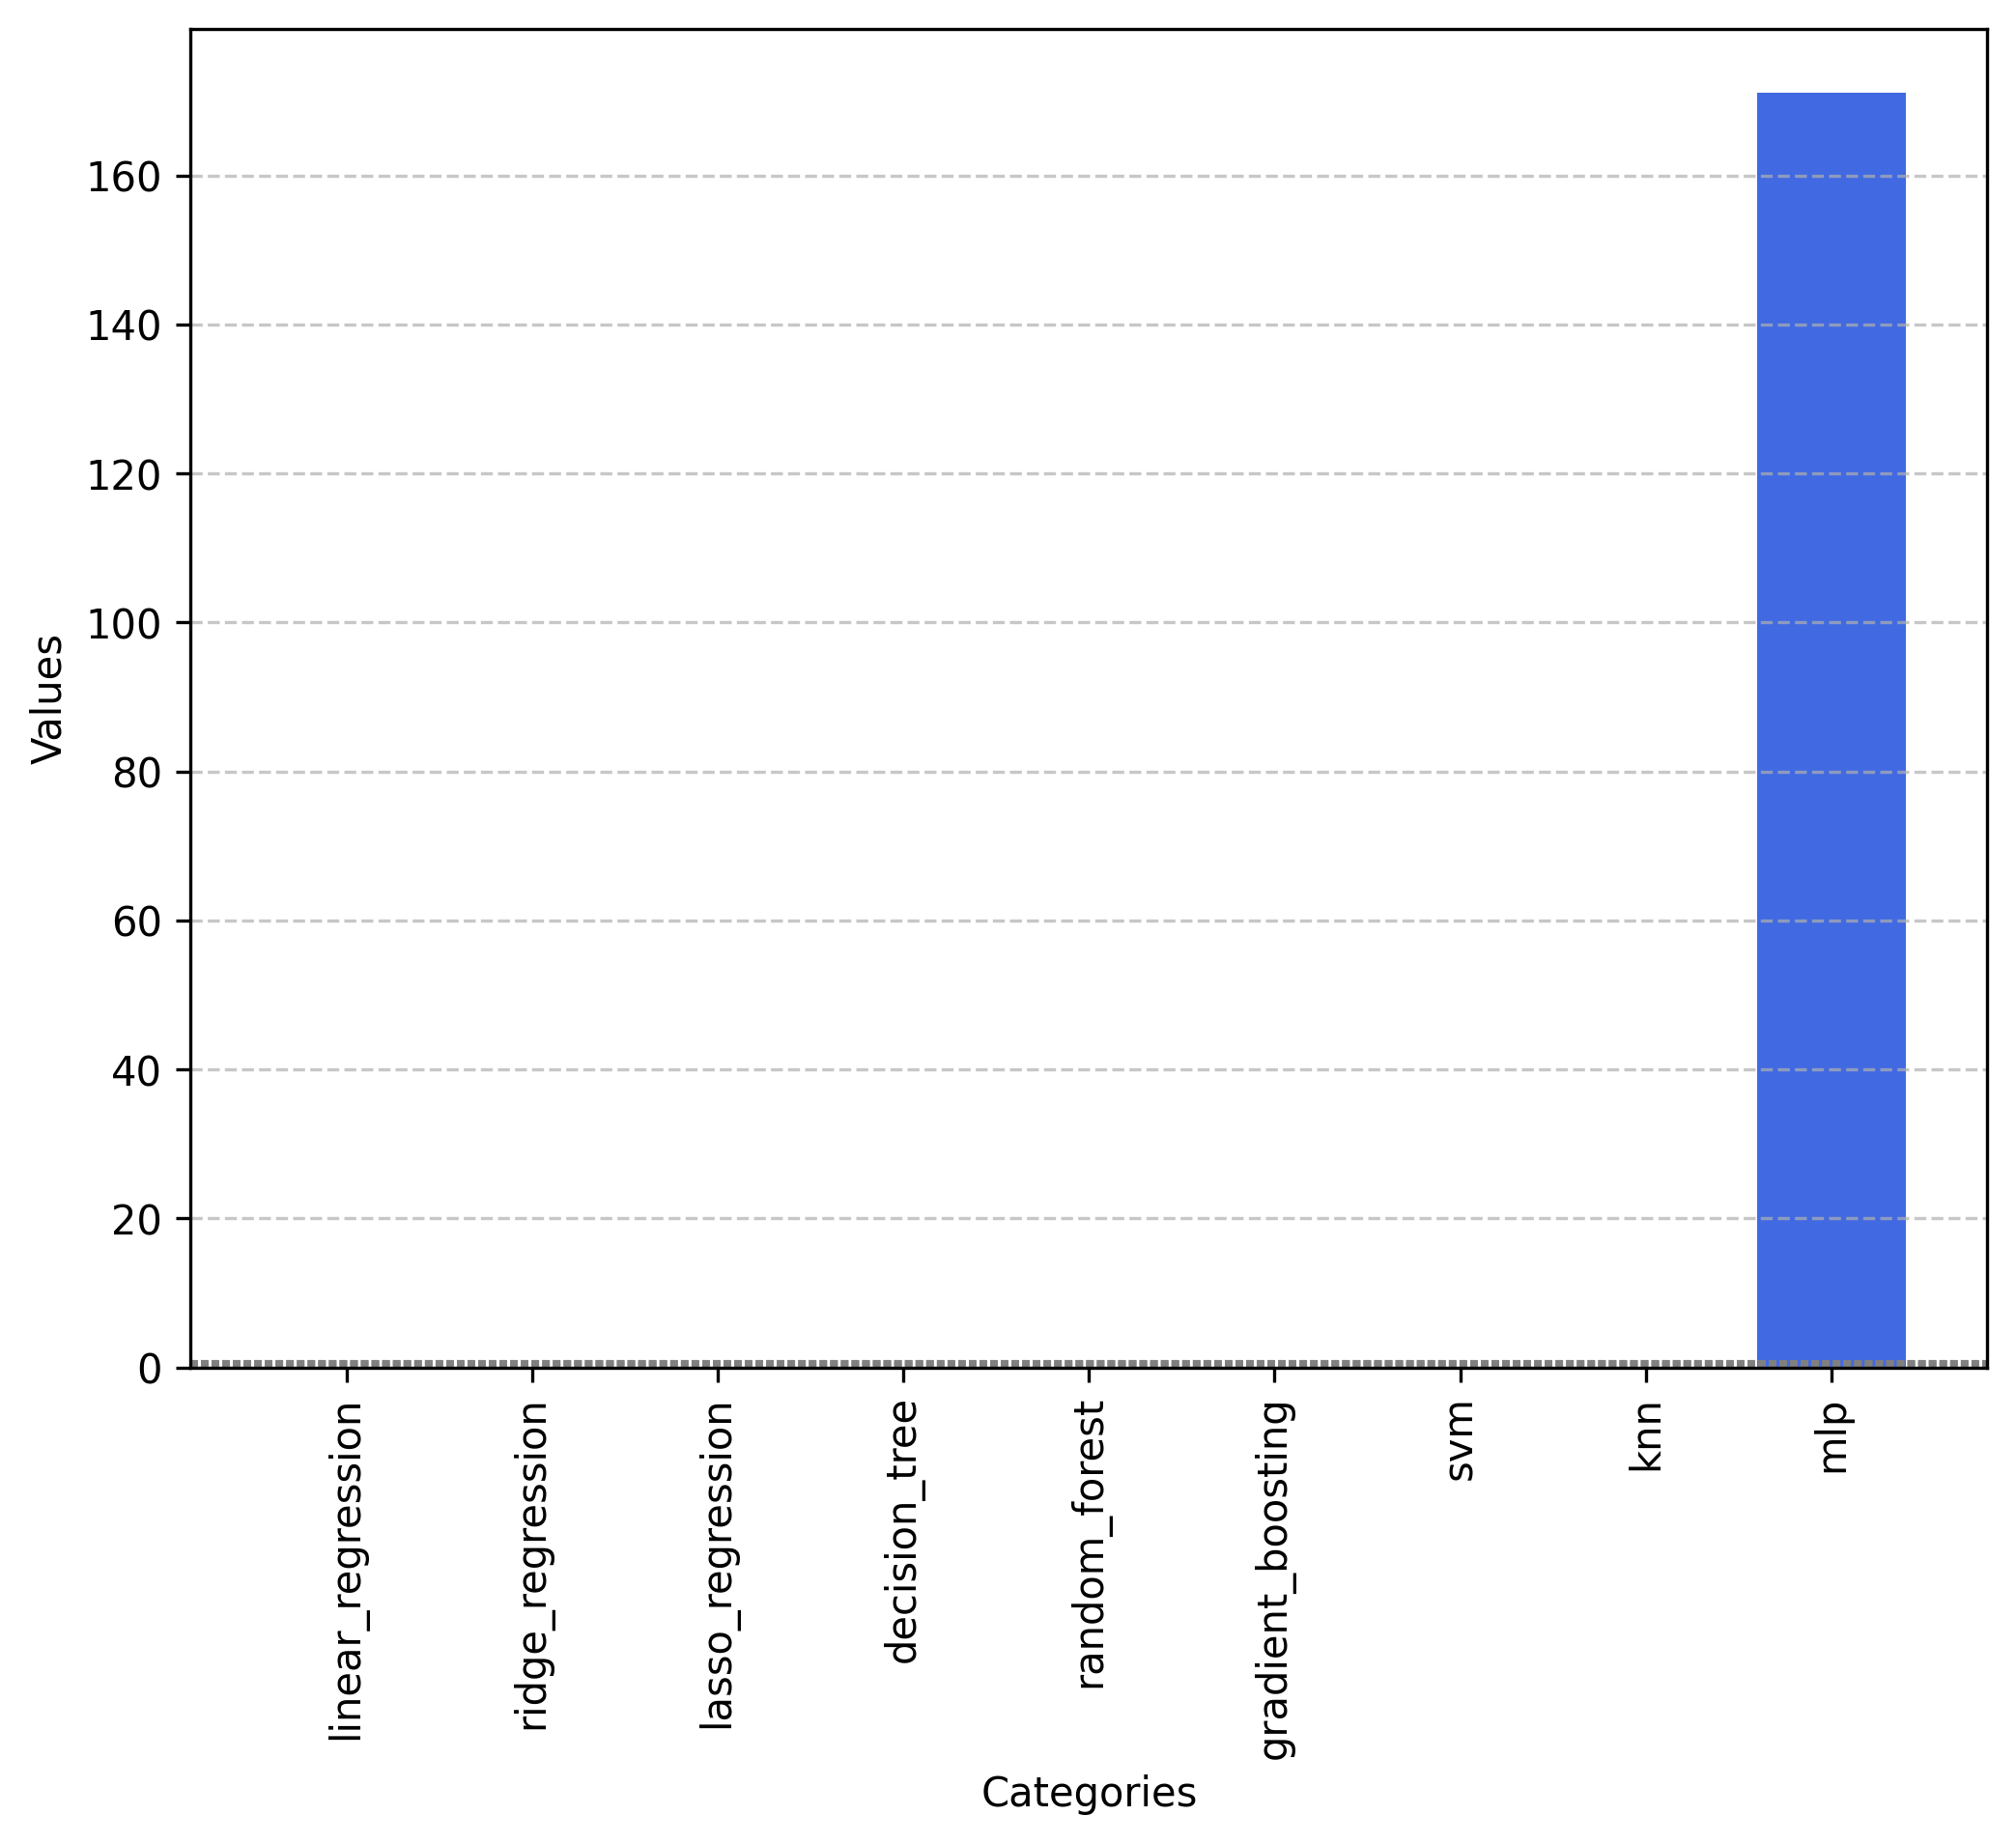 Values
160
140
120
100
80
60
40
20
0
linear_regression
ridge_regression
lasso_regression
decision_tree
random_forest
gradient_boosting
svm
knn
mlp
Categories